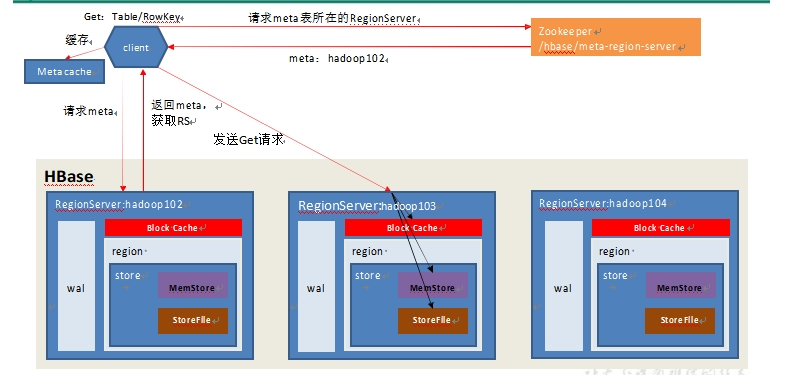 Get：Table/RowKey
请求meta 表所在的RegionServer
缓存
client
Zookeeper
/hbase/meta-region-server
meta：hadoop102
Meta cache
请求meta
返回meta，
获取RS
发送Get请求
HBase
RegionServer:hadoop102
Block Cache
region
wal
store
MemStore
StoreFIle
RegionServer:hadoop103
Block Cache
region
wal
store
MemStore
StoreFIle
RegionServer:hadoop104
Block Cache
region
wal
store
MemStore
StoreFIle